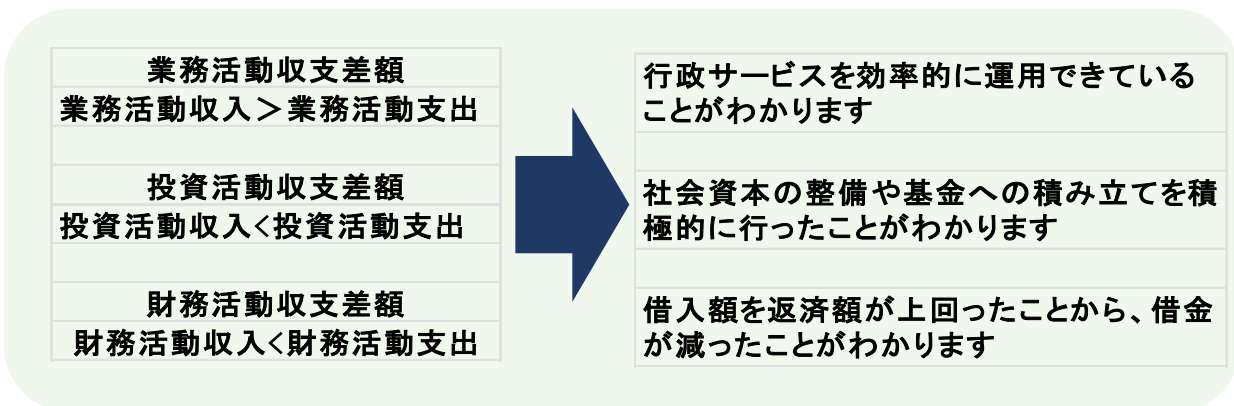 業務活動収支差額
業務活動収入＞業務活動支出
投資活動収支差額
投資活動収入<投資活動支出
財務活動収支差額
財務活動収入<財務活動支出
行政サービスを効率的に運用できている
ことがわかります
社会資本の整備や基金への積み立てを積
極的に行ったことがわかります
借入額を返済額が上回ったことから、借金
が減ったことがわかります